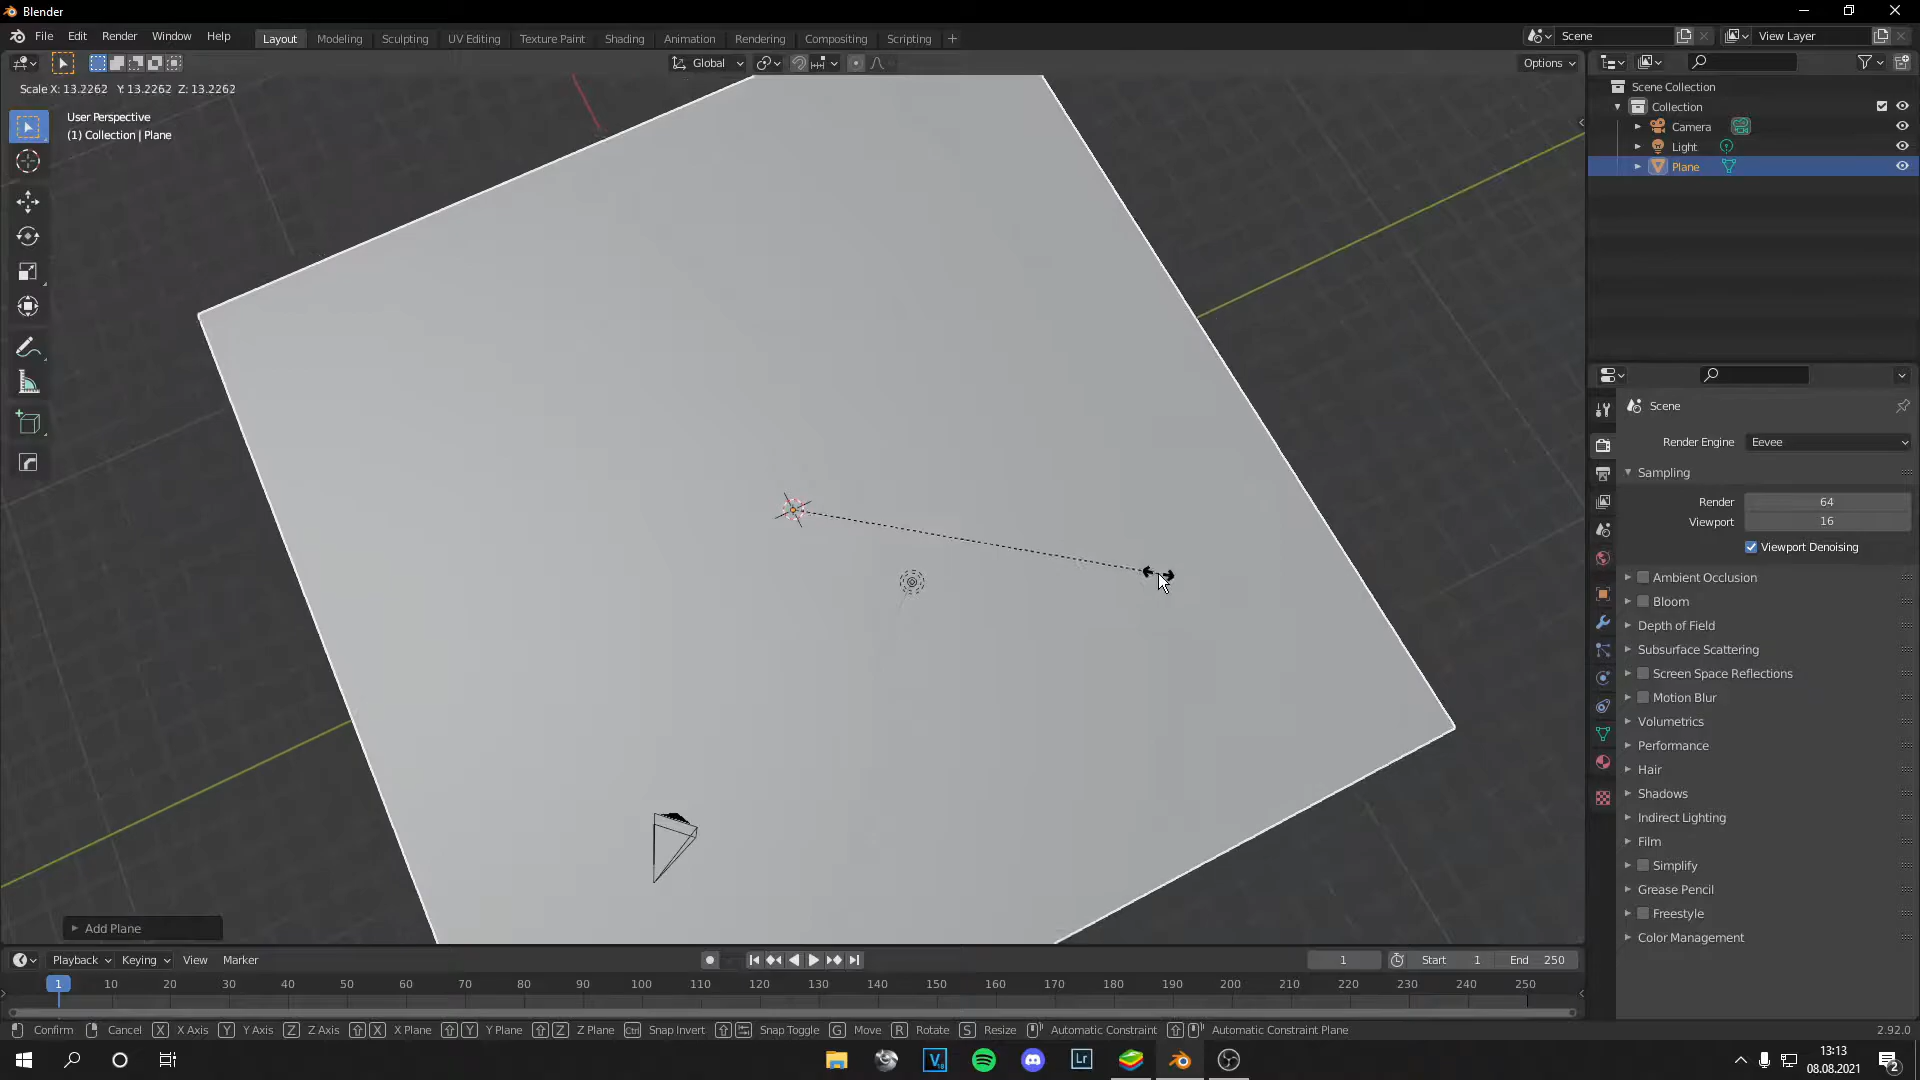 Blender
File Edit Render Window Help
Layout Modeling Sculpting UV Editing Texture Paint Shading Animation Rendering Compositing Scripting +
Scene
View Layer
Global
Options
Scale X: 13.2262 Y: 13.2262 Z: 13.2262
User Perspective
(1) Collection | Plane
Scene Collection
Collection
Camera
Light
Plane
Scene
Render Engine Eevee
Sampling
Render 64
Viewport 16
Viewport Denoising
Ambient Occlusion
Bloom
Depth of Field
Subsurface Scattering
Screen Space Reflections
Motion Blur
Volumetrics
Performance
Hair
Shadows
Indirect Lighting
Film
Simplify
Grease Pencil
Freestyle
Color Management
Add Plane
Playback Keying View Marker
1 Start 1 End 250
1 10 20 30 40 50 60 70 80 90 100 110 120 130 140 150 160 170 180 190 200 210 220 230 240 250
Confirm Cancel X X Axis Y Y Axis Z Z Axis X X Plane Y Y Plane Z Z Plane Ctrl Snap Invert Snap Toggle G Move R Rotate S Resize Automatic Constraint Automatic Constraint Plane 2.92.0
V
Lr
13:13
08.08.2021
2